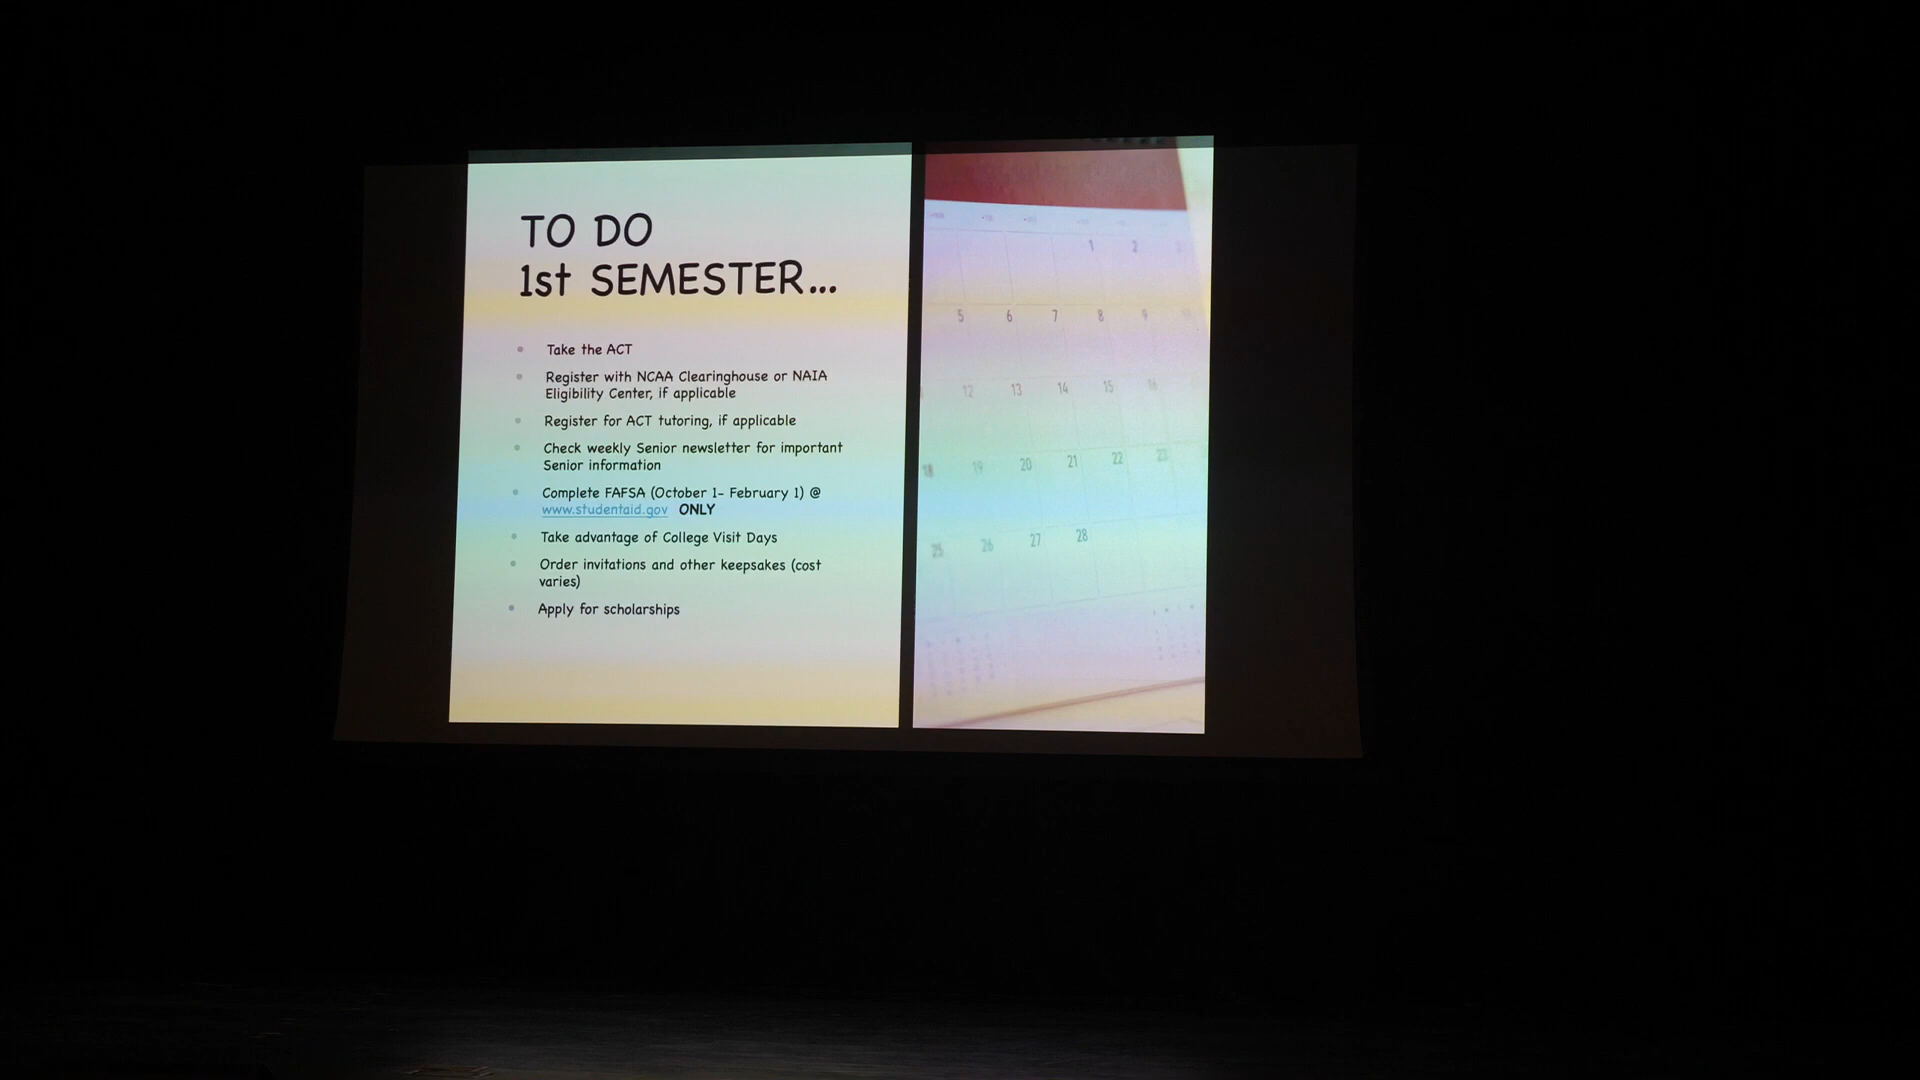 TO DO
1st SEMESTER...
• Take the ACT
• Register with NCAA Clearinghouse or NAIA
Eligibility Center, if applicable
• Register for ACT tutoring, if applicable
• Check weekly Senior newsletter for important
Senior information
• Complete FAFSA (October 1- February 1) @
www.studentaid.gov ONLY
• Take advantage of College Visit Days
• Order invitations and other keepsakes (cost
varies)
• Apply for scholarships
1 2 3
5 6 7 8 9 10
12 13 14 15 16
18 19 20 21 22 23
25 26 27 28